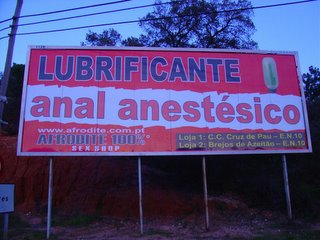 LUBRIFICANTE
anal anestésico
www.afrodite.com.pt
AFRODITE 100%
SEX SHOP
Loja 1: C.C. Cruz de Pau – E.N.10
Loja 2: Brejos de Azeitão – E.N.10